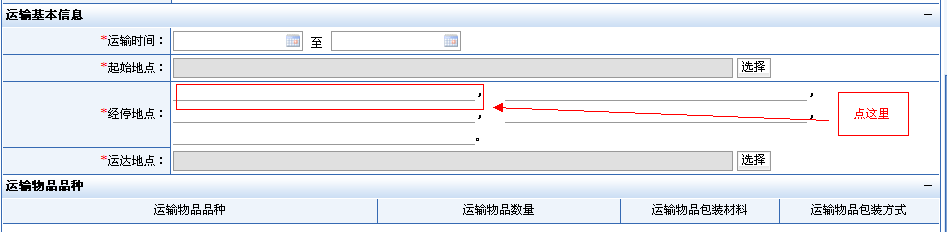 运输基本信息
*运输时间： 至
*起始地点： 选择
*经停地点： ， ，
， ，
。
点这里
*运达地点： 选择
运输物品品种
运输物品品种 运输物品数量 运输物品包装材料 运输物品包装方式